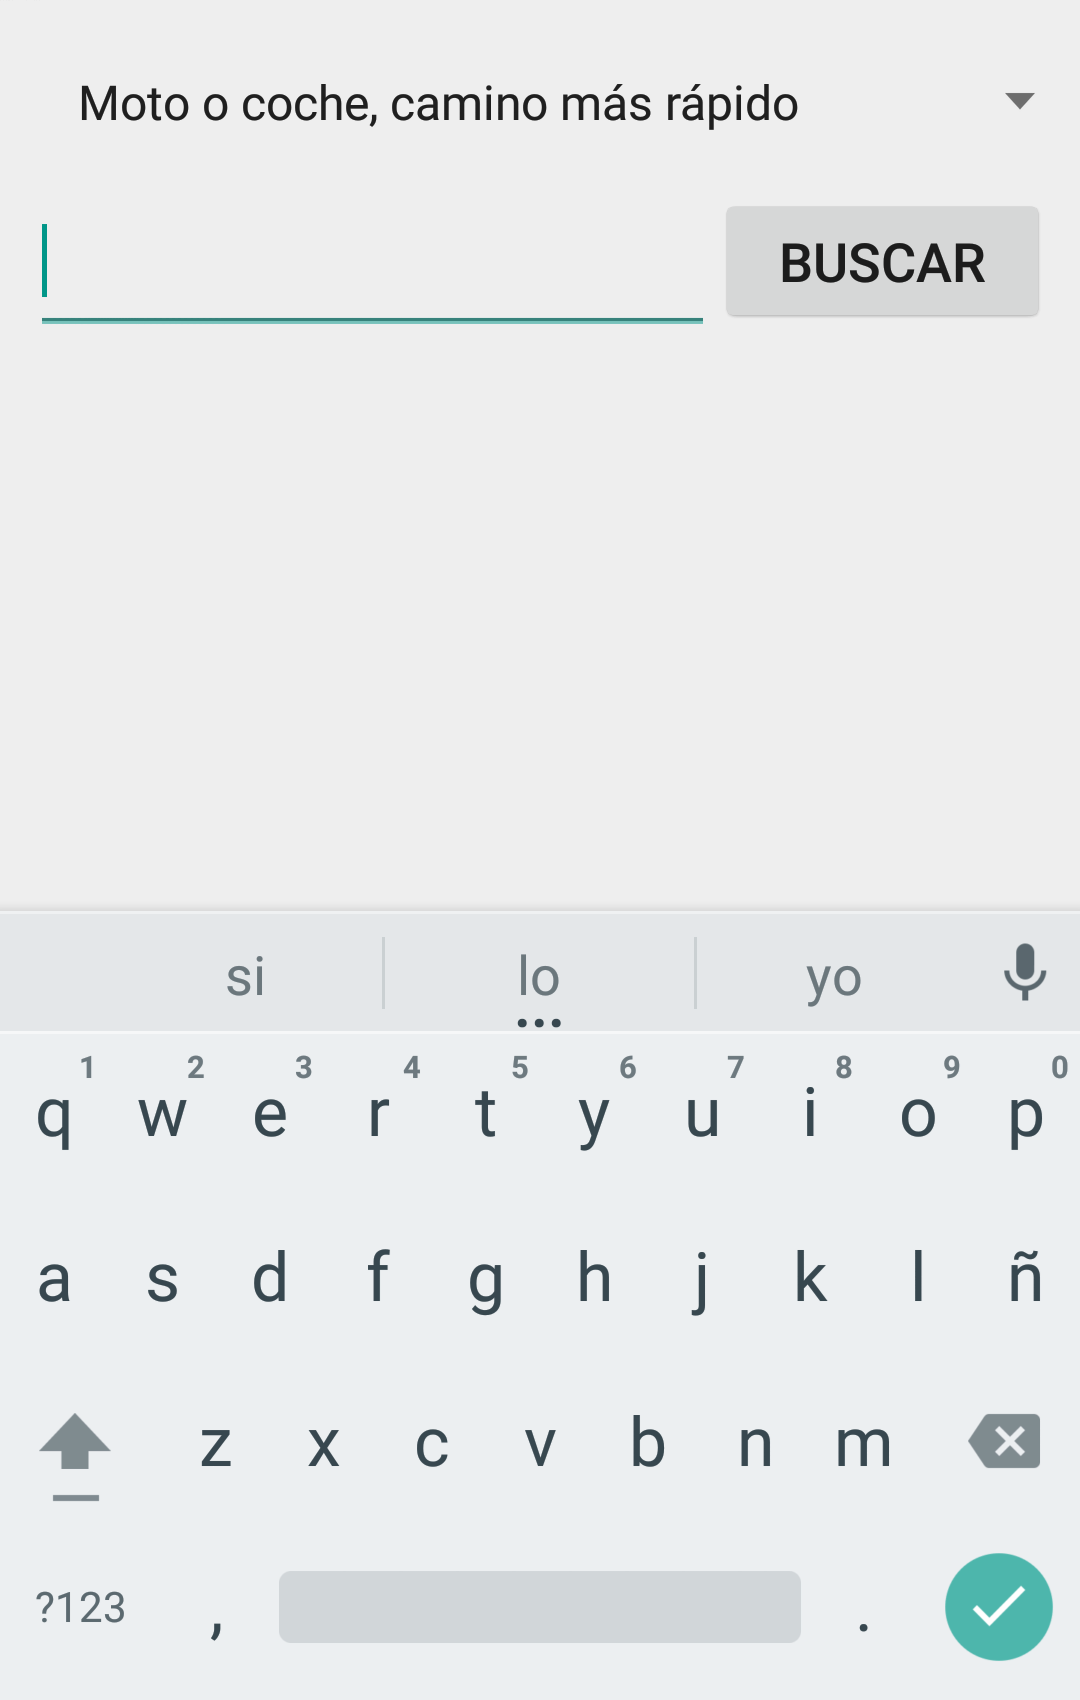 Moto o coche, camino más rápido
BUSCAR
si lo yo
1 2 3 4 5 6 7 8 9 0
q w e r t y u i o p
a s d f g h j k l ñ
z x c v b n m
?123 , .